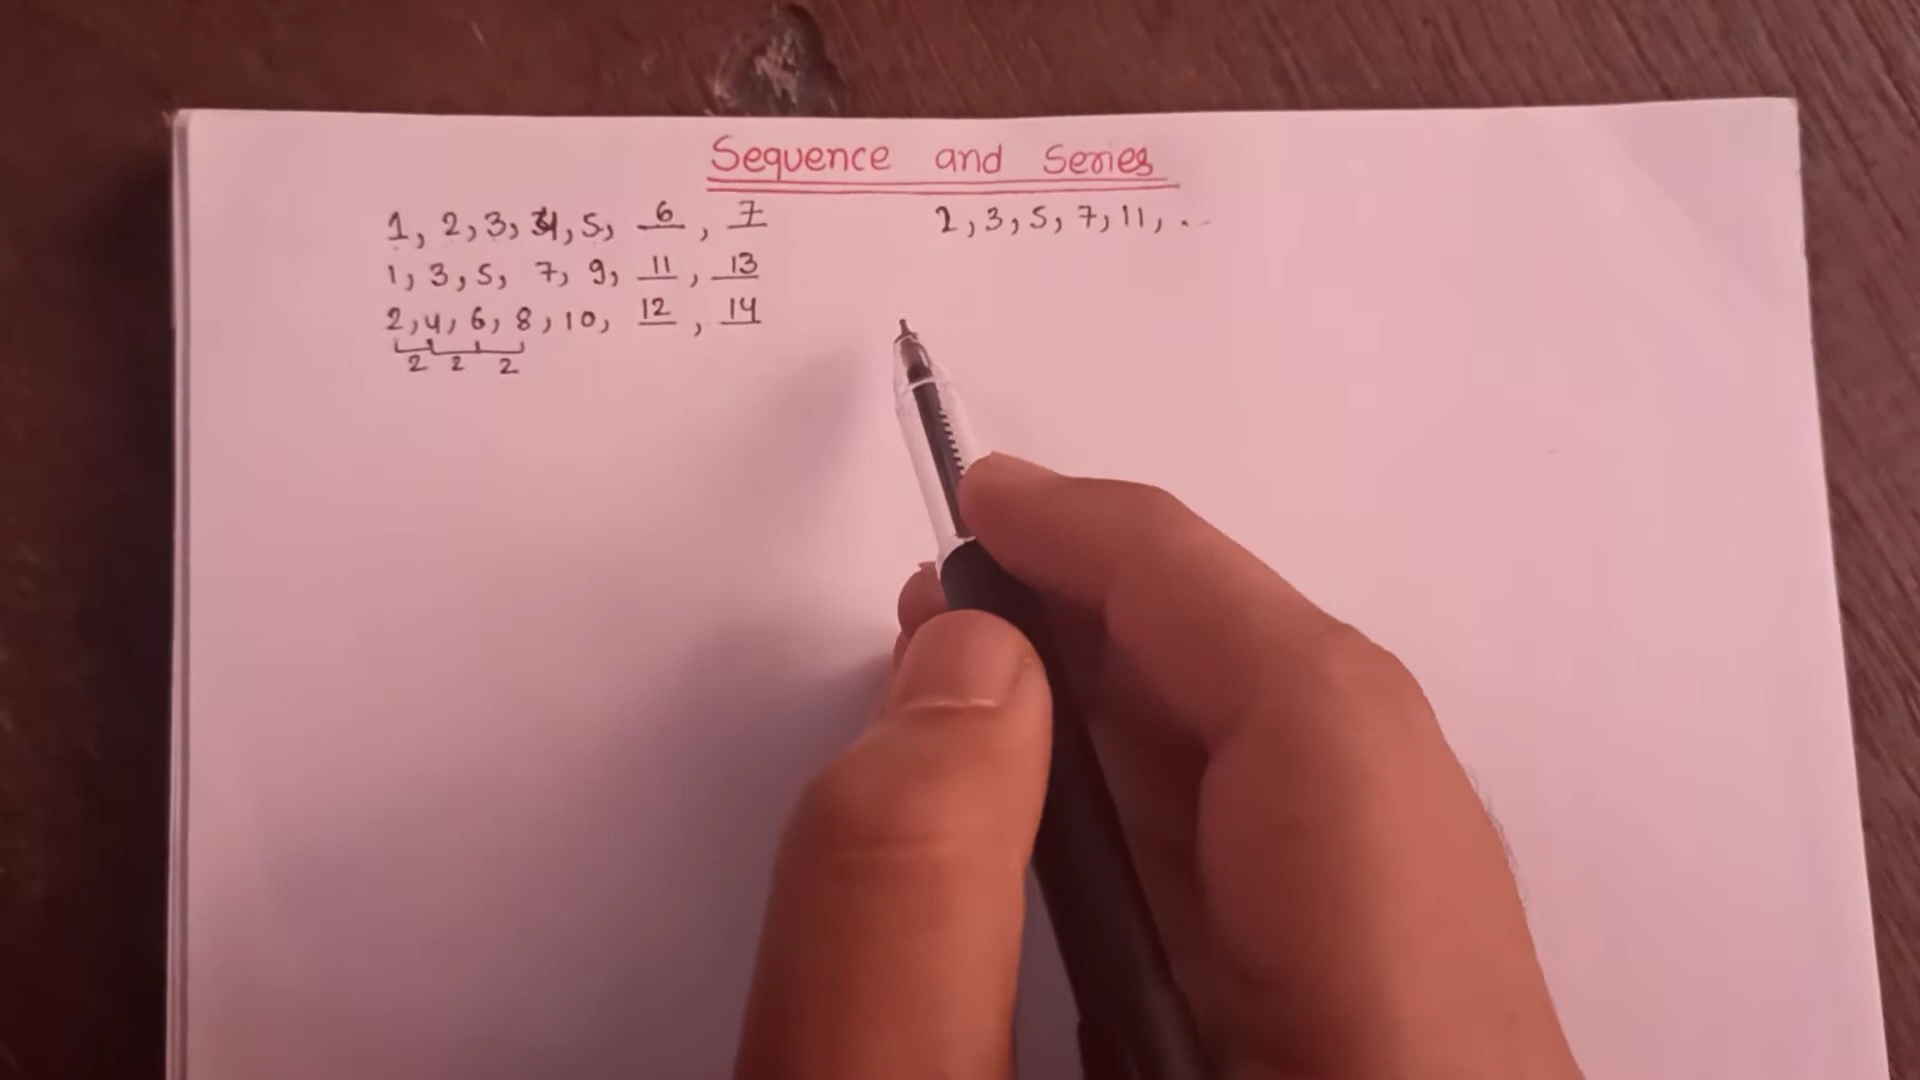 Sequence and Series
1, 2, 3, 4, 5, 6, 7
1, 3, 5, 7, 9, 11, 13
2, 4, 6, 8, 10, 12, 14
2 2 2
2, 3, 5, 7, 11, ...